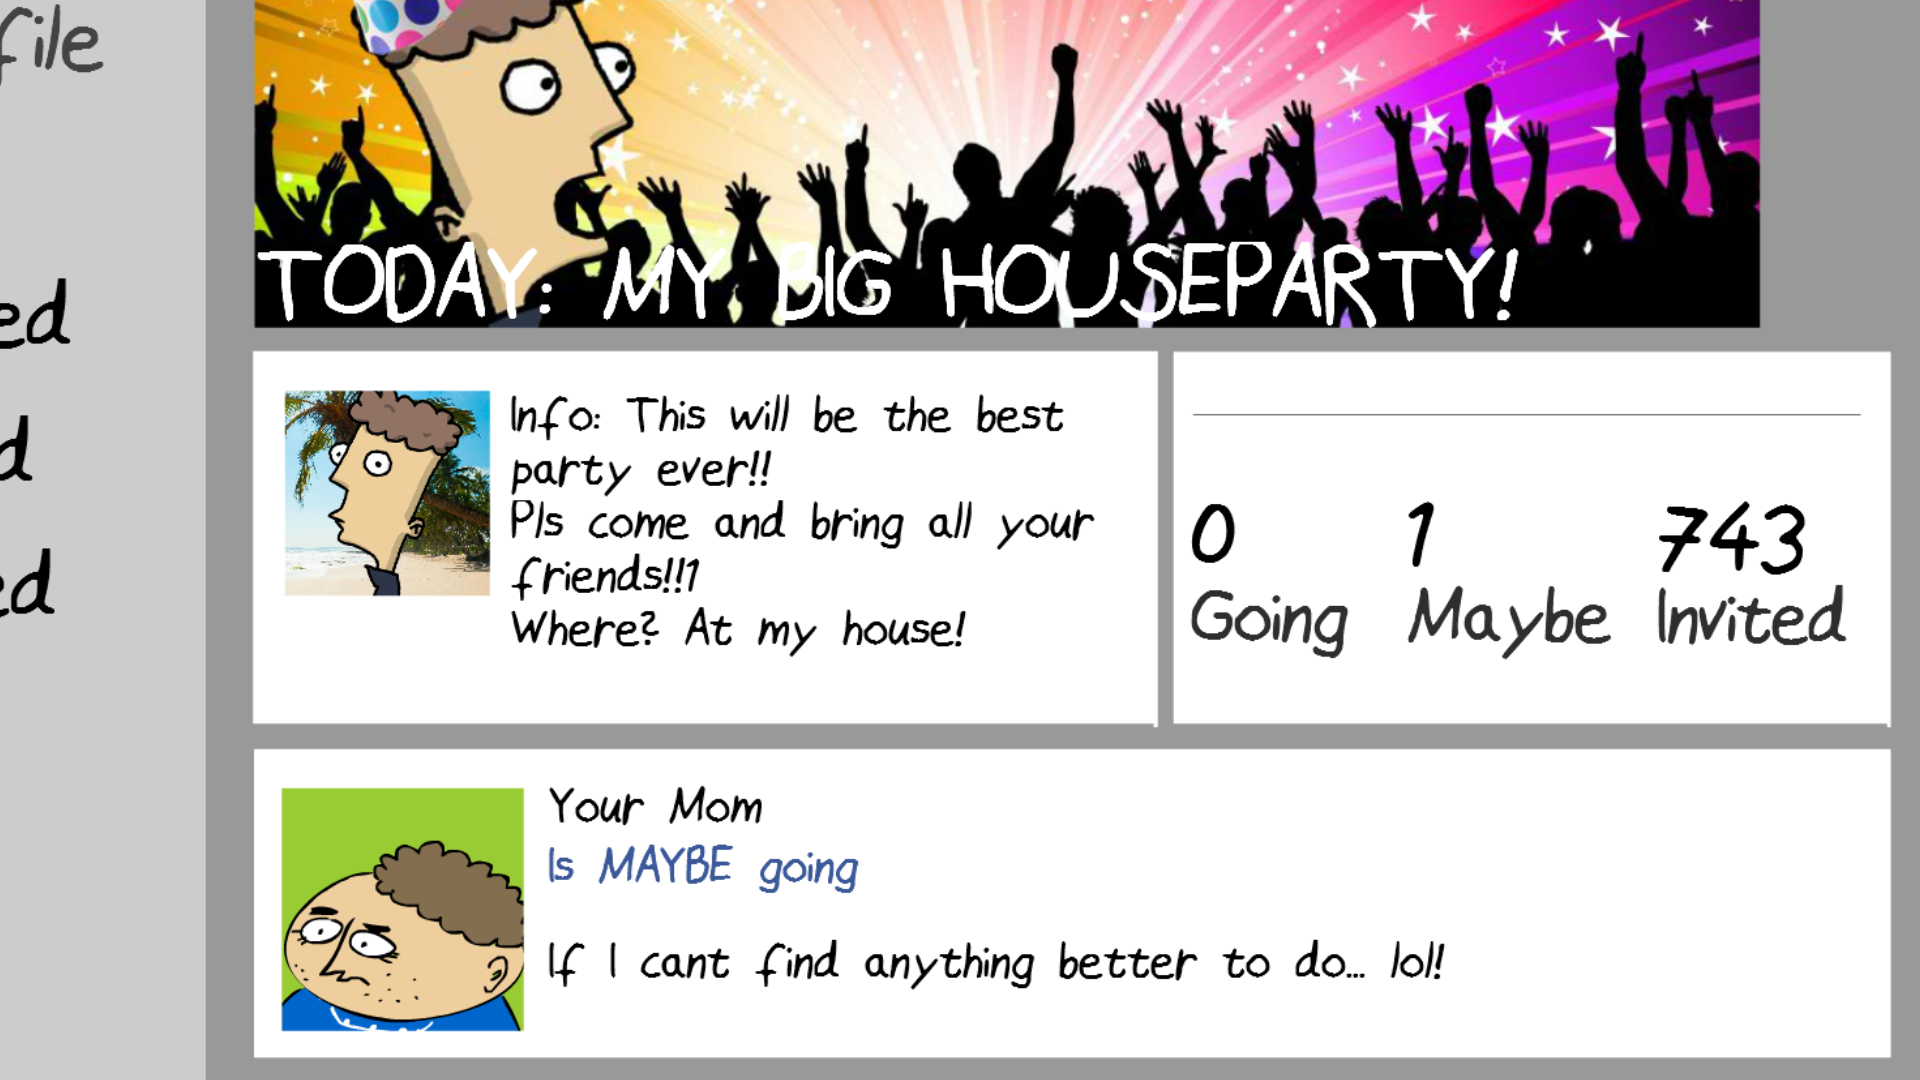 file
ed
d
ed
TODAY: MY BIG HOUSEPARTY!
Info: This will be the best
party ever!!
Pls come and bring all your
friends!!1
Where? At my house!
0 1 743
Going Maybe Invited
Your Mom
Is MAYBE going
If I cant find anything better to do... lol!